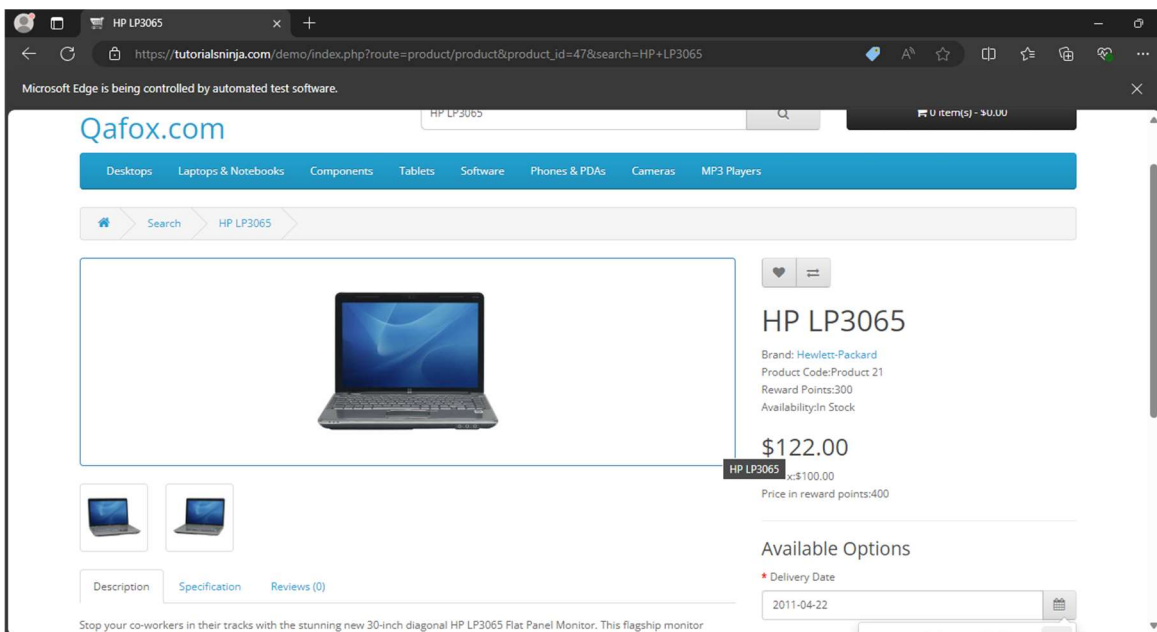 HP LP3065
https://tutorialsninja.com/demo/index.php?route=product/product&product_id=47&search=HP+LP3065
Microsoft Edge is being controlled by automated test software.
Qafox.com
HP LP3065
0 item(s) - $0.00
Desktops Laptops & Notebooks Components Tablets Software Phones & PDAs Cameras MP3 Players
Search HP LP3065
HP LP3065
Brand: Hewlett-Packard
Product Code:Product 21
Reward Points:300
Availability:In Stock
$122.00
HP LP3065
x:$100.00
Price in reward points:400
Available Options
* Delivery Date
2011-04-22
Description Specification Reviews (0)
Stop your co-workers in their tracks with the stunning new 30-inch diagonal HP LP3065 Flat Panel Monitor. This flagship monitor